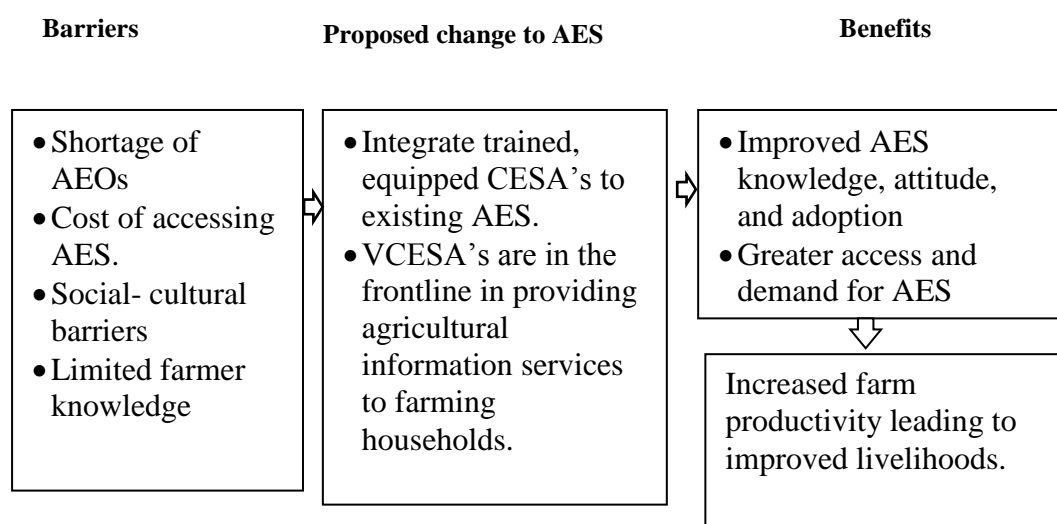 Barriers
Proposed change to AES
Benefits
• Shortage of
AEOs
• Cost of accessing
AES.
• Social- cultural
barriers
• Limited farmer
knowledge
• Integrate trained,
equipped CESA’s to
existing AES.
• VCESA’s are in the
frontline in providing
agricultural
information services
to farming
households.
• Improved AES
knowledge, attitude,
and adoption
• Greater access and
demand for AES
Increased farm
productivity leading to
improved livelihoods.